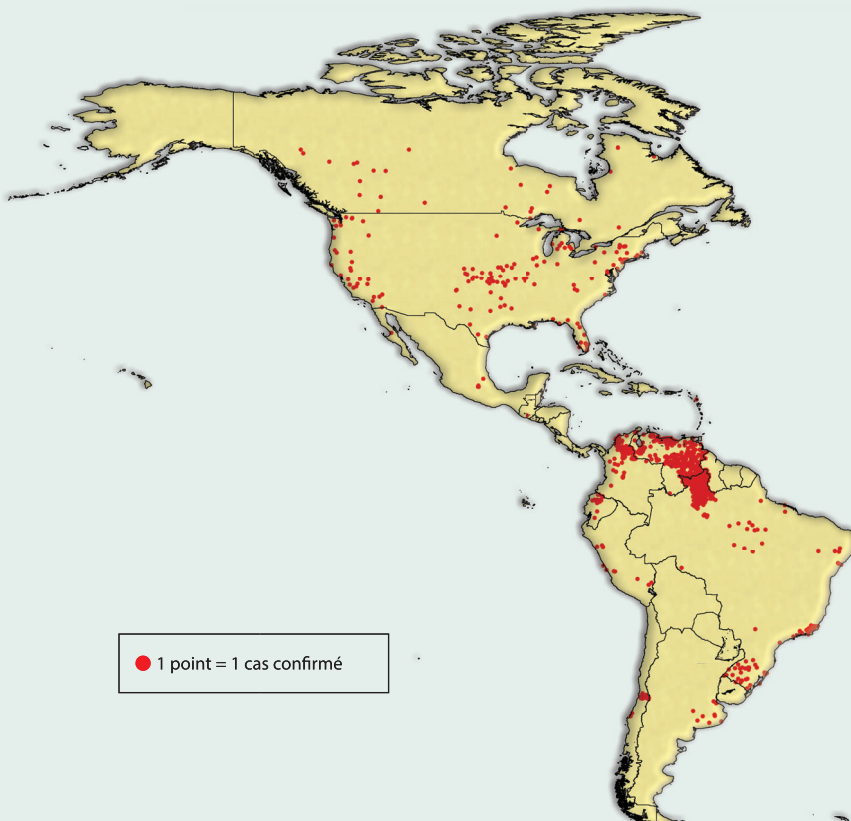 1 point = 1 cas confirmé